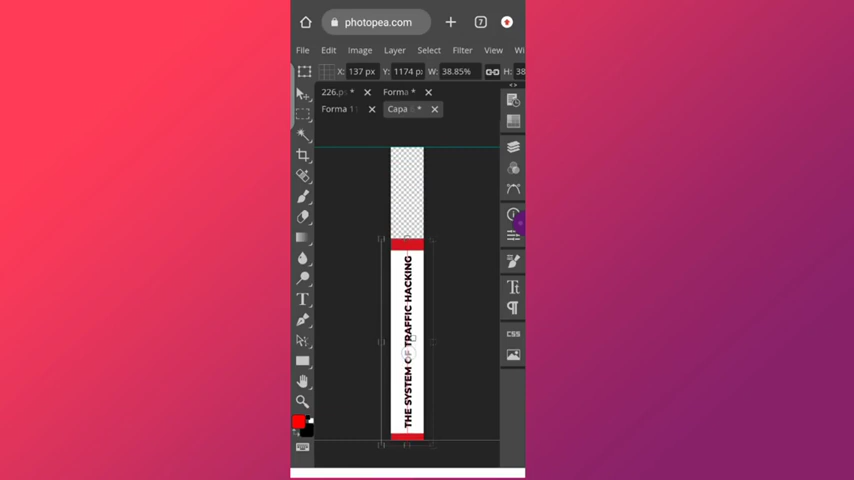 photopea.com
7
File Edit Image Layer Select Filter View Wi
X: 137 px Y: 1174 p W: 38.85% H: 38
226.p *
Forma *
Forma 1
Capa *
THE SYSTEM OF TRAFFIC HACKING
CSS